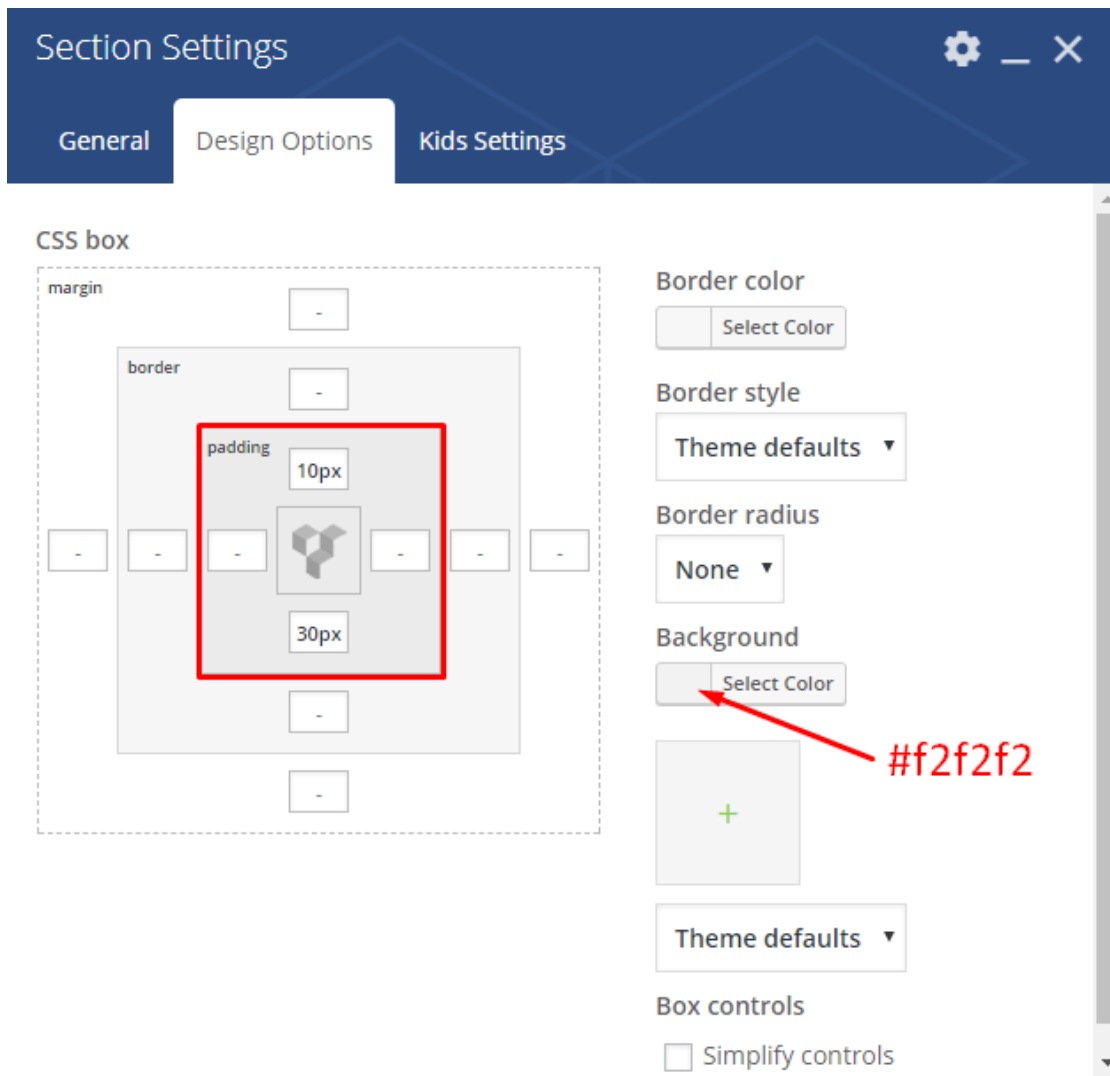 Section Settings
General
Design Options
Kids Settings
CSS box
margin
-
border
-
padding
10px
-
-
-
-
-
-
30px
-
-
Border color
Select Color
Border style
Theme defaults
Border radius
None
Background
Select Color
#f2f2f2
+
Theme defaults
Box controls
Simplify controls